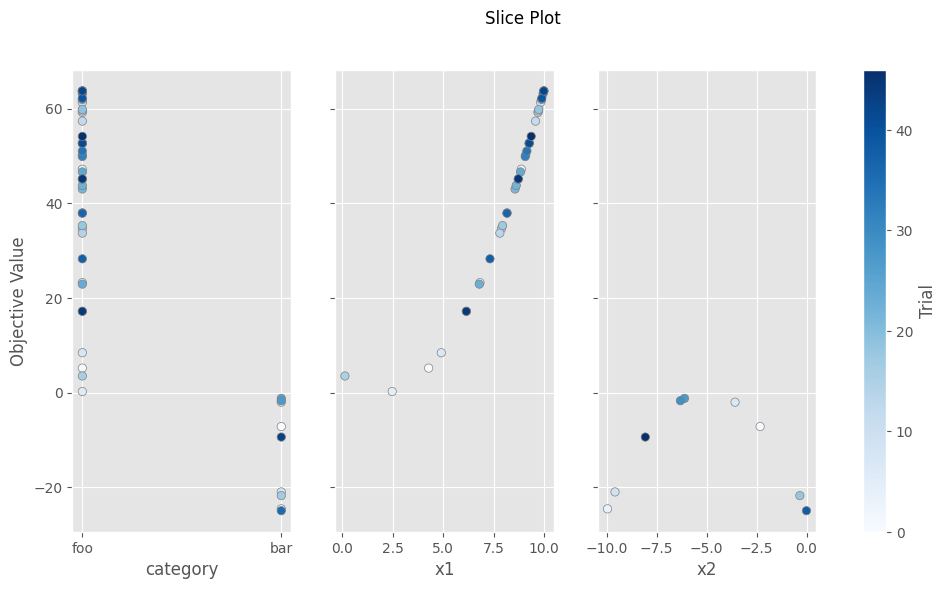 Slice Plot
Objective Value
60
40
20
0
−20
foo bar
category
0.0 2.5 5.0 7.5 10.0
x1
−10.0 −7.5 −5.0 −2.5 0.0
x2
40
30
20
10
0
Trial